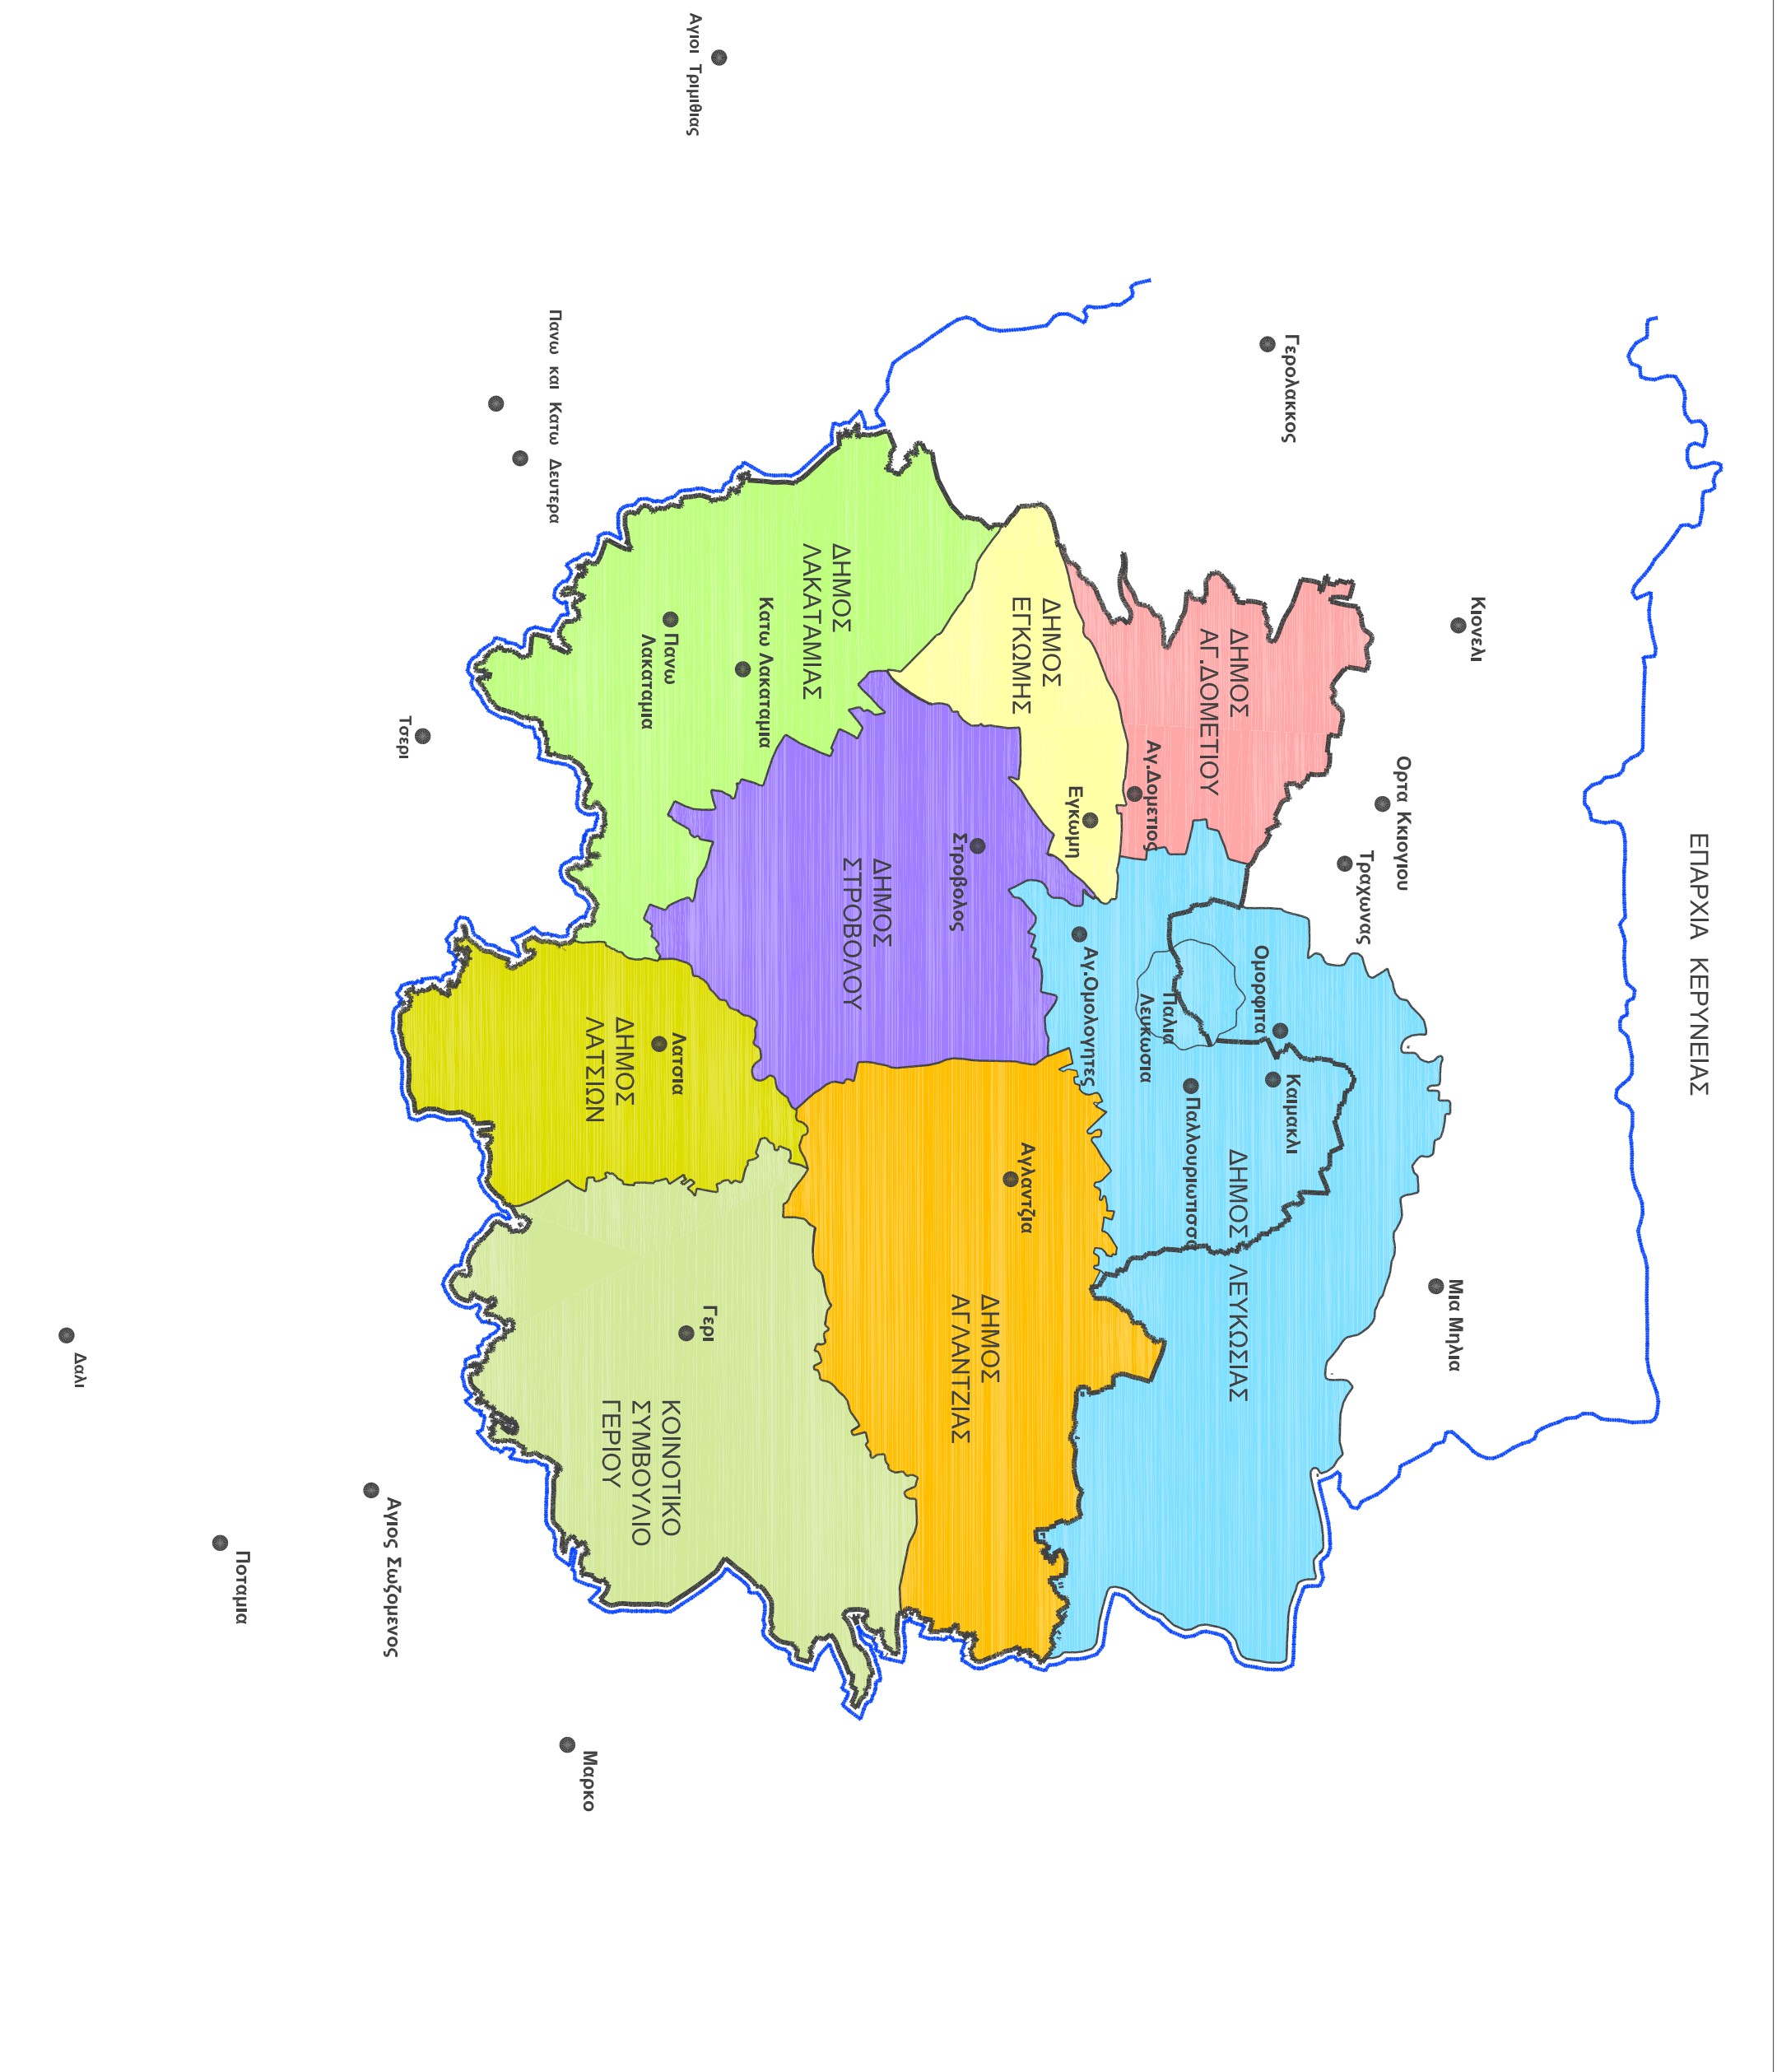 ΕΠΑΡΧΙΑ ΚΕΡΥΝΕΙΑΣ
Κιονελι
Μια Μηλια
Ορτα Κκιογιου
Τραχωνας
Γερολακκος
Καιμακλι
Ομορφιτα
ΔΗΜΟΣ
ΑΓ.ΔΟΜΕΤΙΟΥ
ΔΗΜΟΣ ΛΕΥΚΩΣΙΑΣ
Παλλουριωτισσα
Παλια
Λευκωσια
Αγ.Δομετιος
Αγ.Ομολογητες
Εγκωμη
ΔΗΜΟΣ
ΕΓΚΩΜΗΣ
Αγλαντζια
ΔΗΜΟΣ
ΑΓΛΑΝΤΖΙΑΣ
Στροβολος
ΔΗΜΟΣ
ΣΤΡΟΒΟΛΟΥ
ΔΗΜΟΣ
ΛΑΚΑΤΑΜΙΑΣ
Κατω Λακαταμια
Πανω
Λακαταμια
Αγιοι Τριμιθιας
Γερι
Λατσια
ΔΗΜΟΣ
ΛΑΤΣΙΩΝ
ΚΟΙΝΟΤΙΚΟ
ΣΥΜΒΟΥΛΙΟ
ΓΕΡΙΟΥ
Μαρκο
Πανω και Κατω Δευτερα
Τσερι
Αγιος Σωζομενος
Ποταμια
Δαλι